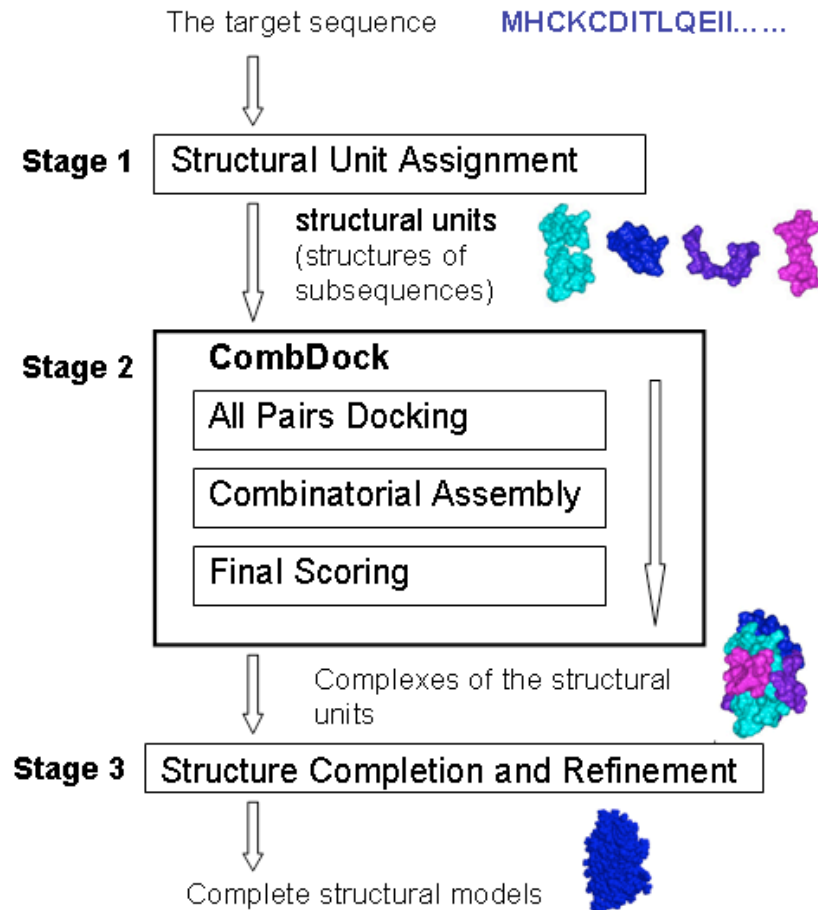 The target sequence MHCKCDITLQEII......
Stage 1 Structural Unit Assignment
structural units
(structures of
subsequences)
Stage 2
CombDock
All Pairs Docking
Combinatorial Assembly
Final Scoring
Complexes of the structural
units
Stage 3 Structure Completion and Refinement
Complete structural models